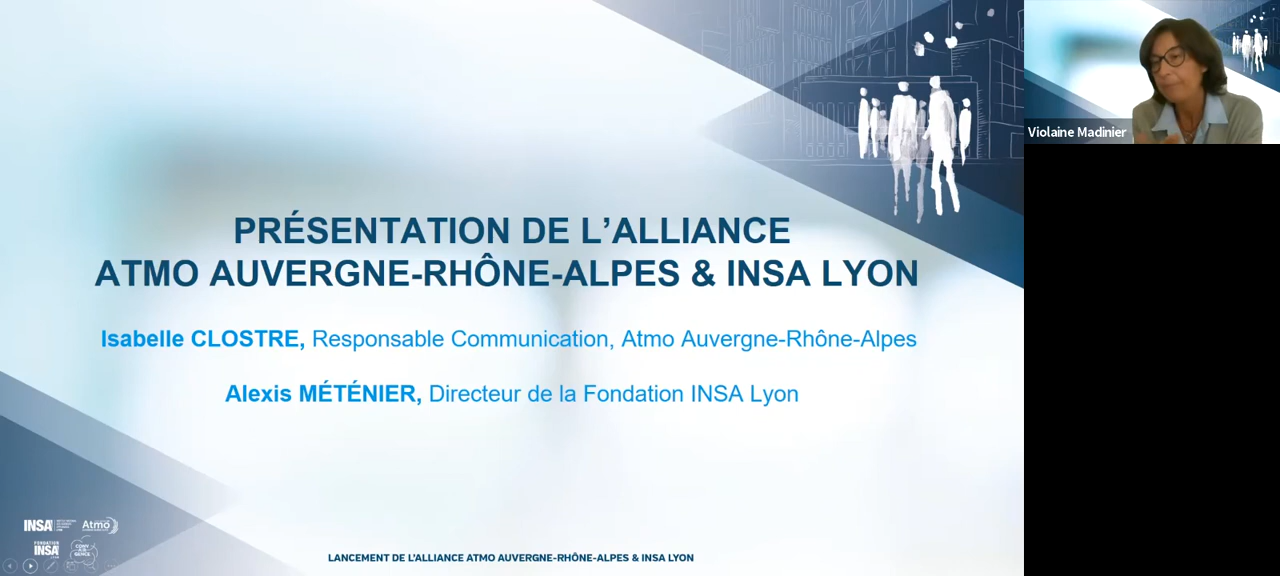 PRÉSENTATION DE L’ALLIANCE
ATMO AUVERGNE-RHÔNE-ALPES & INSA LYON
Isabelle CLOSTRE, Responsable Communication, Atmo Auvergne-Rhône-Alpes
Alexis MÉTÉNIER, Directeur de la Fondation INSA Lyon
Violaine Madinier
INSA
Atmo
FONDATION
INSA
LANCEMENT DE L’ALLIANCE ATMO AUVERGNE-RHÔNE-ALPES & INSA LYON